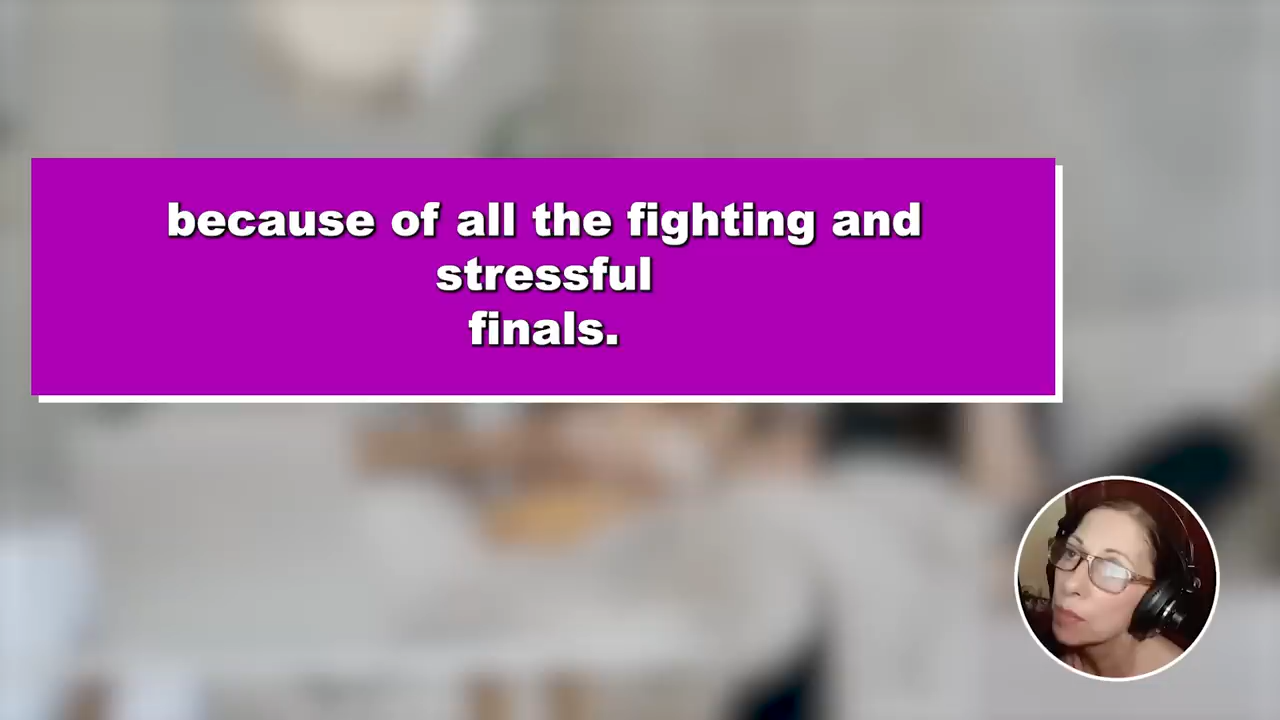 because of all the fighting and
stressful
finals.